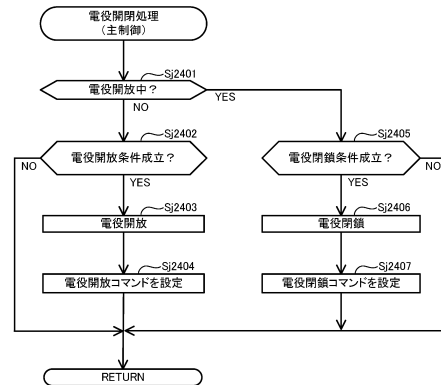 電役開閉処理
(主制御)
Sj2401
電役開放中？
YES
NO
Sj2402
電役開放条件成立？
NO
YES
Sj2403
電役開放
Sj2404
電役開放コマンドを設定
Sj2405
電役閉鎖条件成立？
NO
YES
Sj2406
電役閉鎖
Sj2407
電役閉鎖コマンドを設定
RETURN